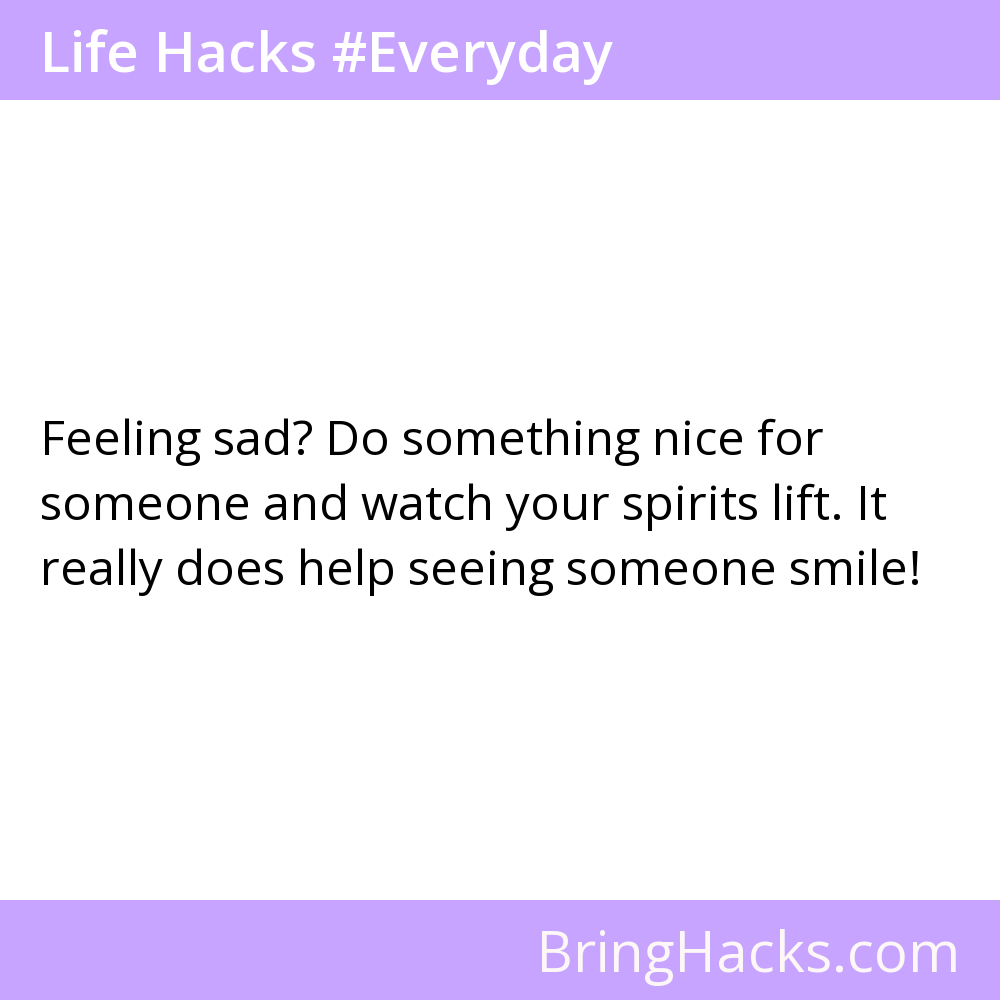 Life Hacks #Everyday
Feeling sad? Do something nice for
someone and watch your spirits lift. It
really does help seeing someone smile!
BringHacks.com